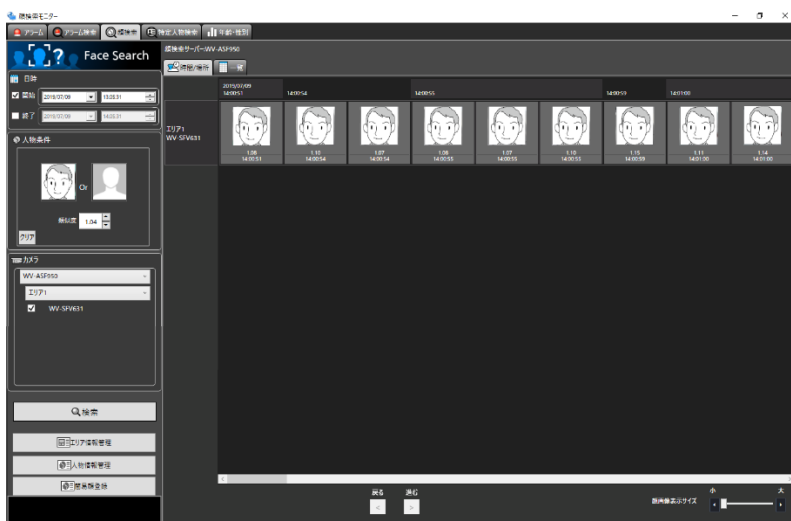 顔検索モニター
アラーム アラーム検索 顔検索 特定人物検索 年齢・性別
Face Search
顔検索サーバー:WV-ASF950
時間/場所 一覧
日時
開始 2019/07/09 13:05:31
終了 2019/07/09 14:05:31
人物条件
Or
類似度 1.04
クリア
カメラ
WV-ASF950
エリア1
WV-SFV631
検索
エリア情報管理
人物情報管理
簡易顔登録
2019/07/09
14:00:51 14:00:54 14:00:55 14:00:59 14:01:00
エリア1
WV-SFV631
1.08 1.10 1.07 1.08 1.07 1.10 1.15 1.11 1.14
14:00:51 14:00:54 14:00:54 14:00:55 14:00:55 14:00:55 14:00:59 14:01:00 14:01:00
戻る 進む
顔画像表示サイズ 小 大